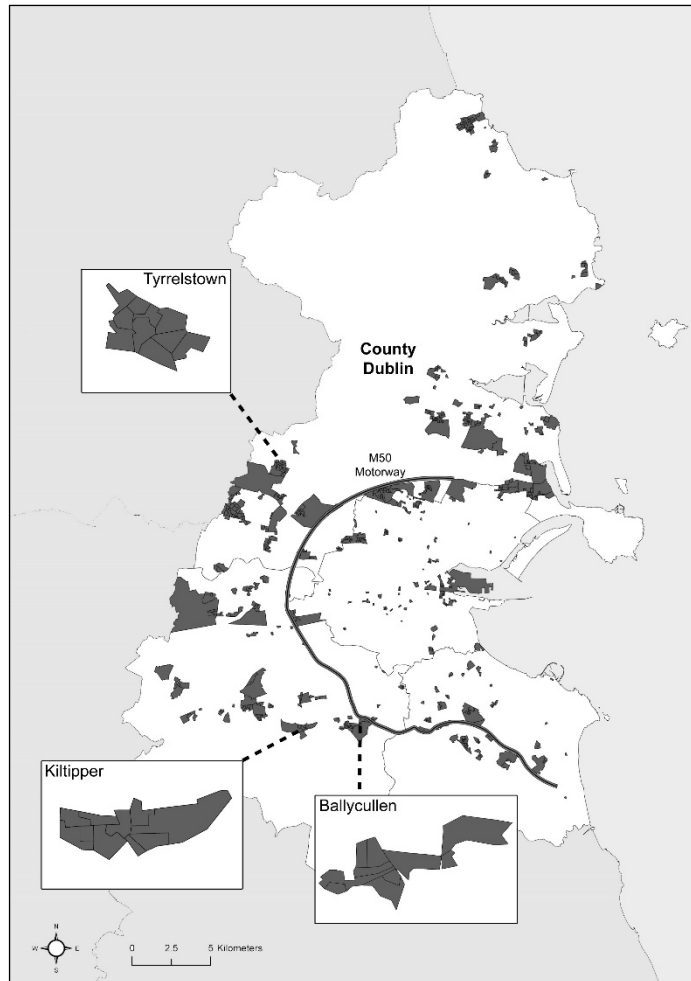 Tyrrelstown
County
Dublin
M50
Motorway
Kiltipper
Ballycullen
N
W E
S
0 2.5 5 Kilometers